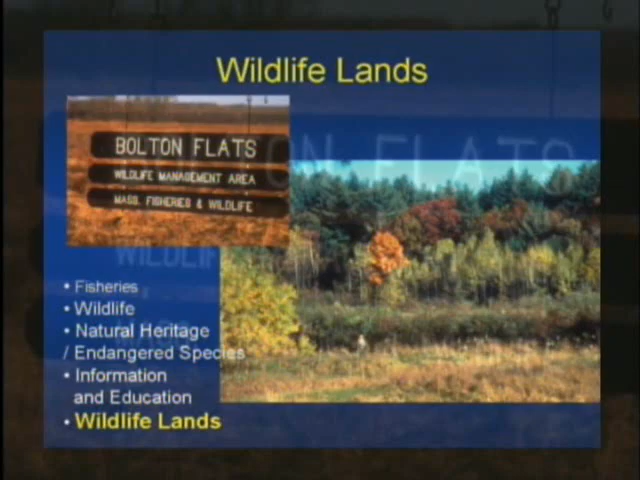 Wildlife Lands
BOLTON FLATS
WILDLIFE MANAGEMENT AREA
MASS. FISHERIES & WILDLIFE
• Fisheries
• Wildlife
• Natural Heritage
/ Endangered Species
• Information
and Education
• Wildlife Lands